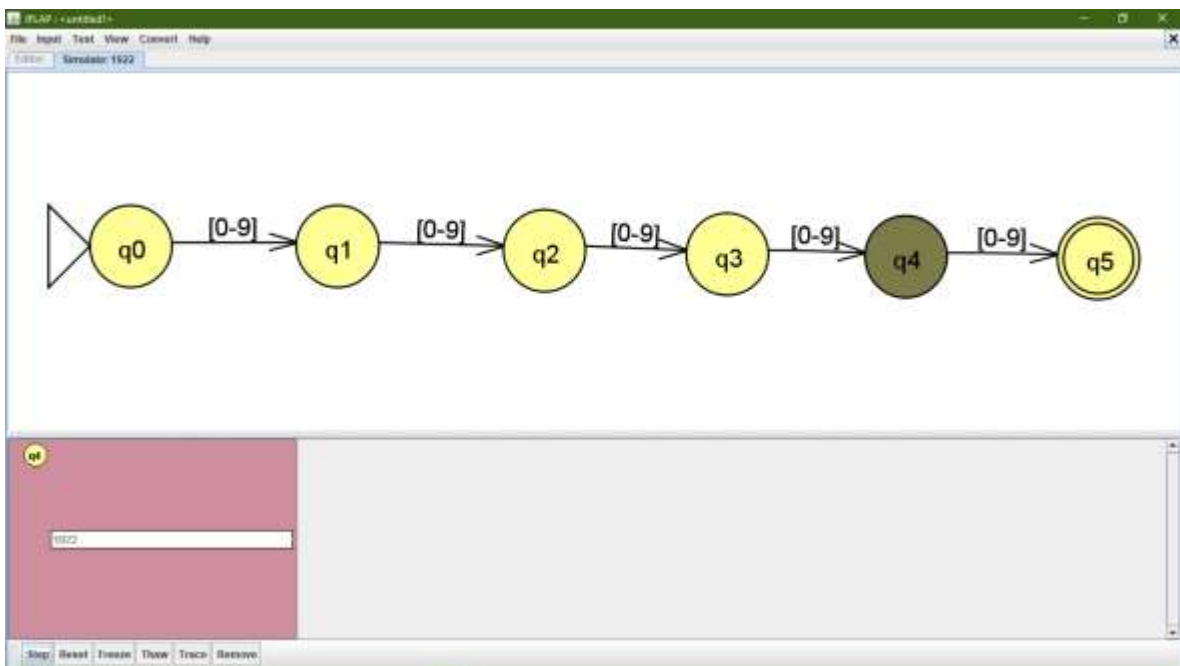 JFLAP : <untitled1>
File Input Test View Convert Help
Editor Simulate: 1922
[0-9] [0-9] [0-9] [0-9] [0-9]
q0 q1 q2 q3 q4 q5
q4
1922
Step Reset Freeze Thaw Trace Remove